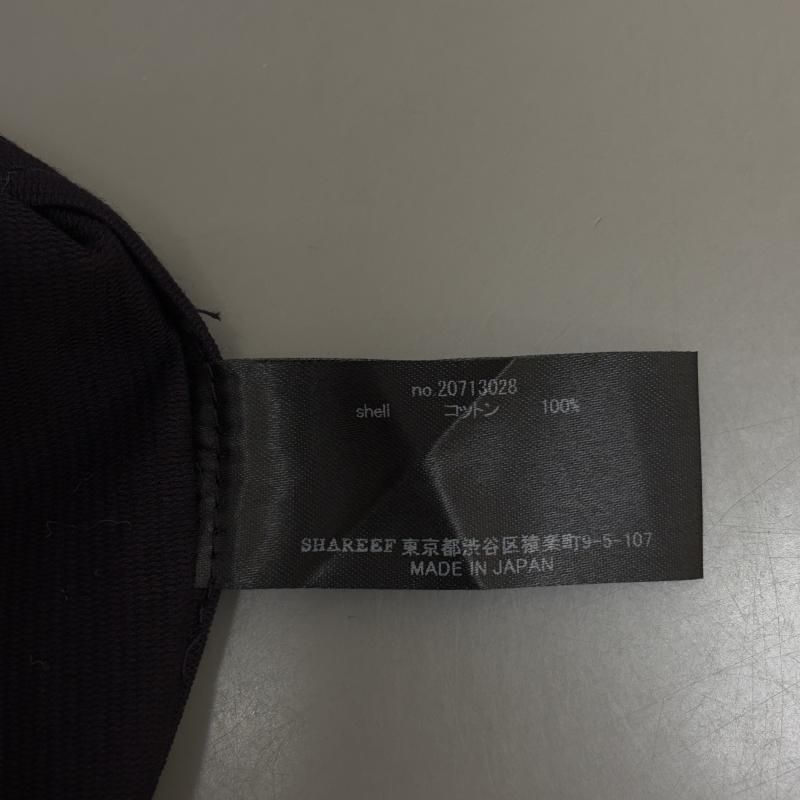 no.20713028
shell コットン 100%
SHAREEF 東京都渋谷区猿楽町9-5-107
MADE IN JAPAN